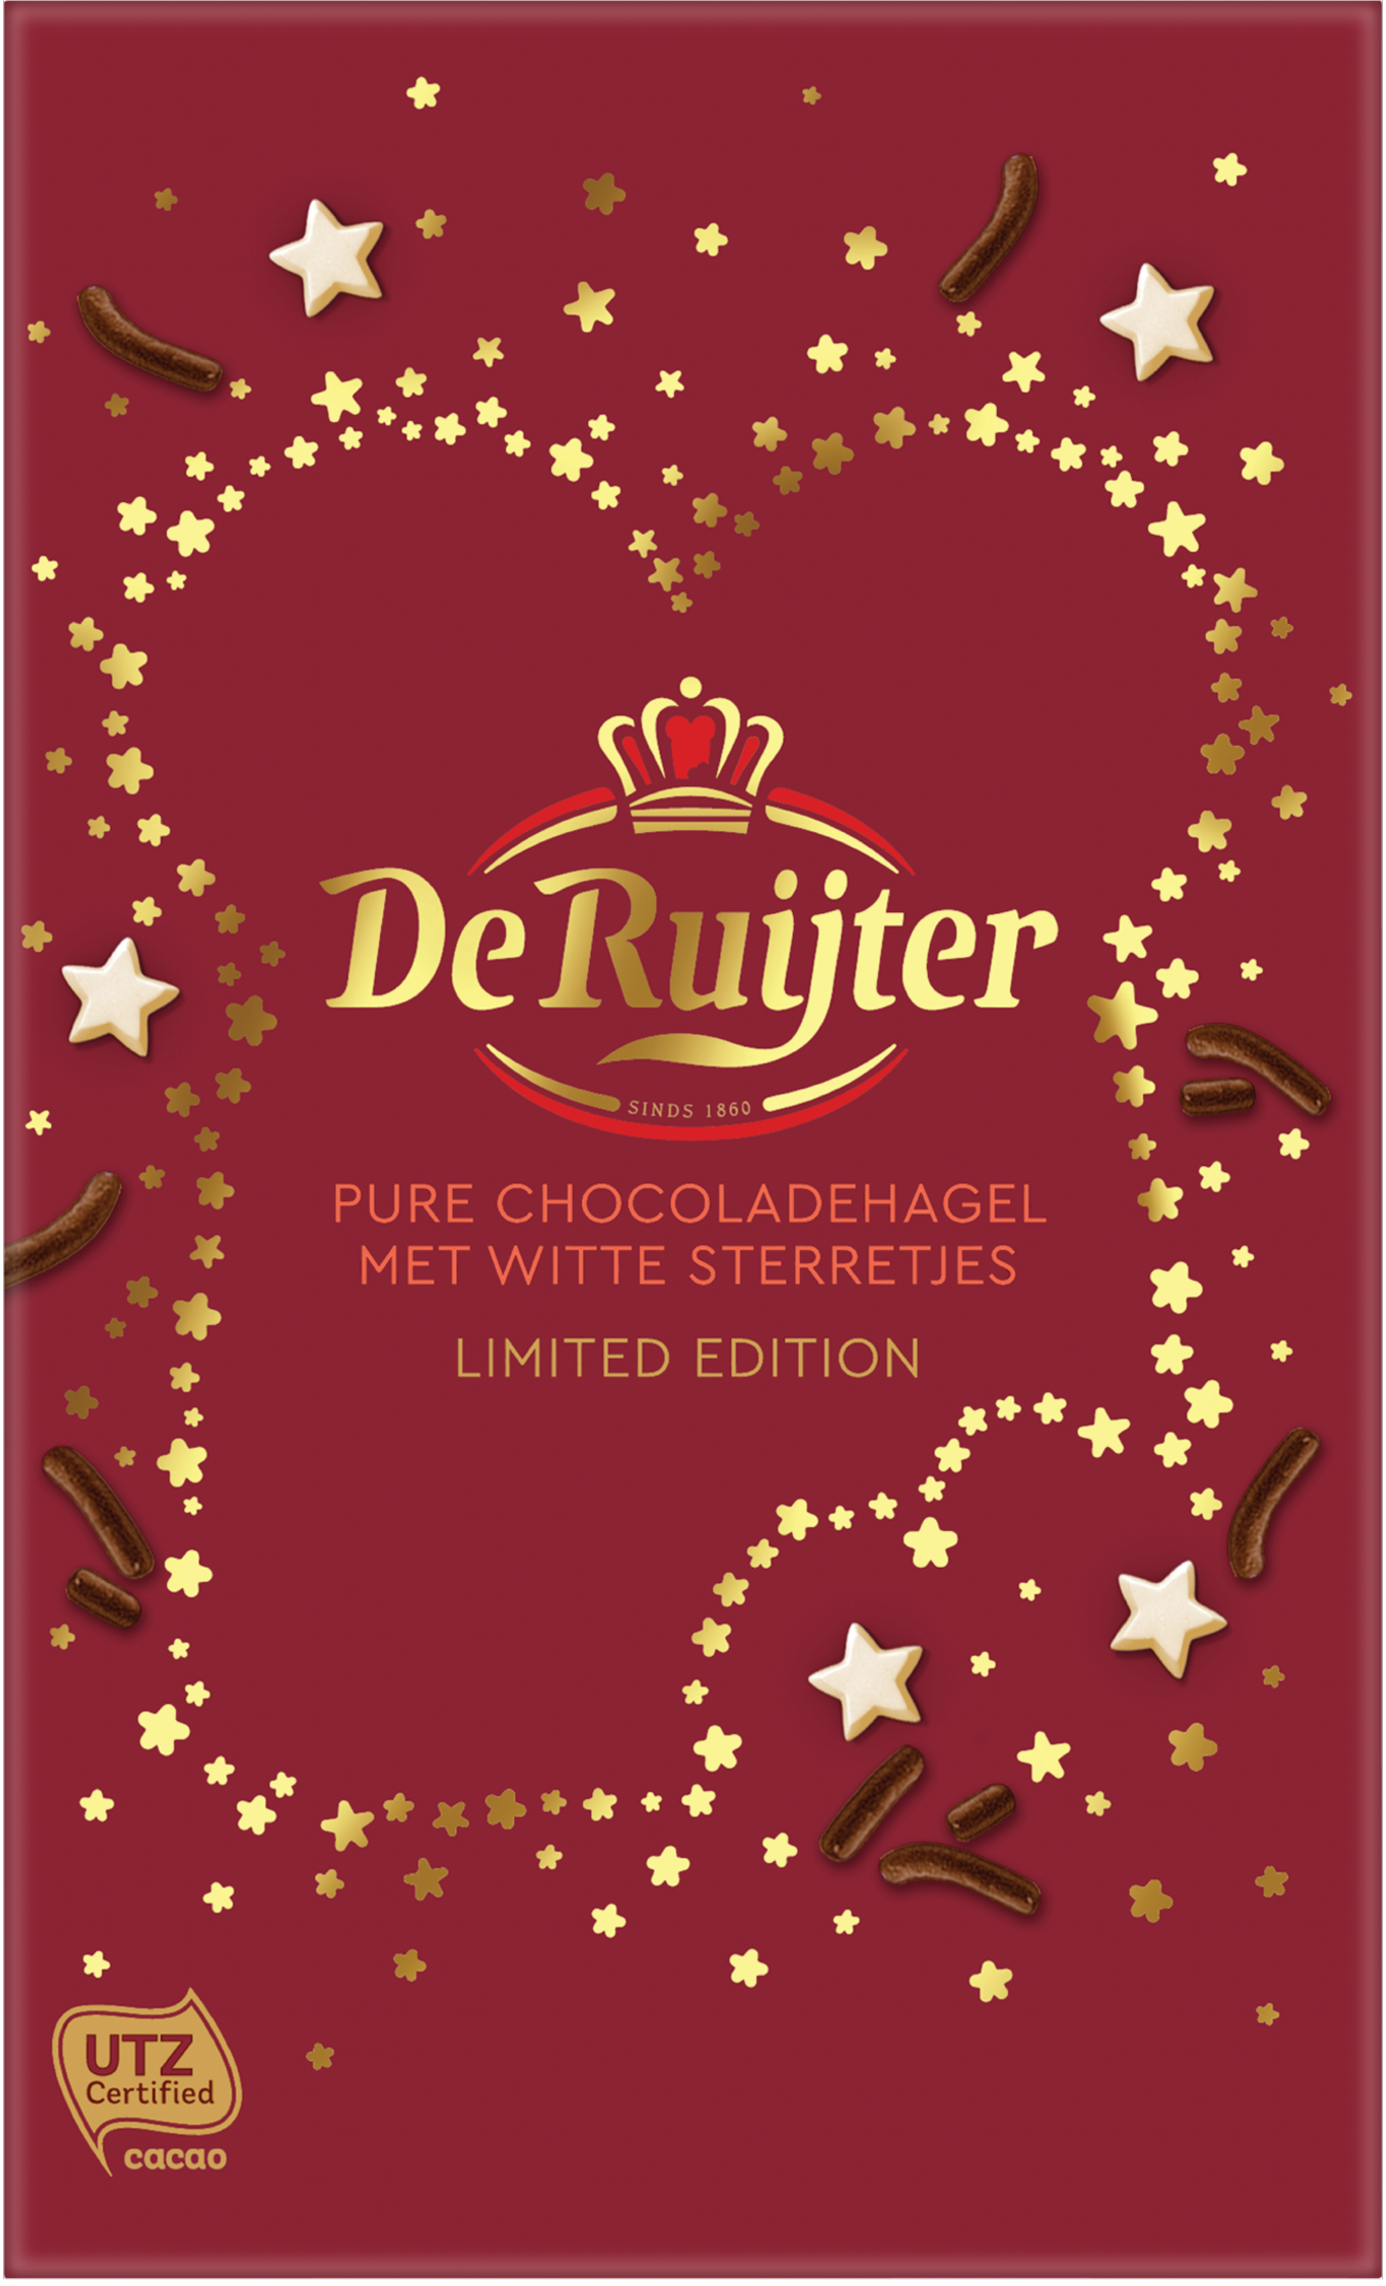 De Ruijter
SINDS 1860
PURE CHOCOLADEHAGEL
MET WITTE STERRETJES
LIMITED EDITION
UTZ
Certified
cacao